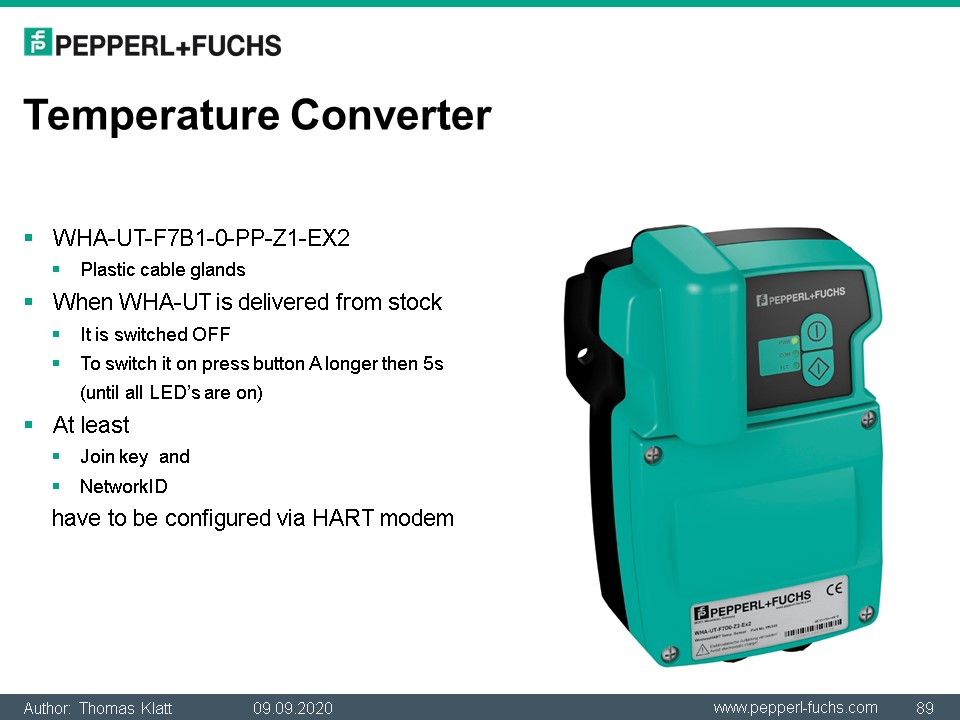 PEPPERL+FUCHS
Temperature Converter
WHA-UT-F7B1-0-PP-Z1-EX2
Plastic cable glands
When WHA-UT is delivered from stock
It is switched OFF
To switch it on press button A longer then 5s
(until all LED's are on)
At least
Join key and
NetworkID
have to be configured via HART modem
PEPPERL+FUCHS
PEPPERL+FUCHS
CE
WHA-UT-F7D0-Z2-Ex2
Author: Thomas Klatt 09.09.2020 www.pepperl-fuchs.com 89